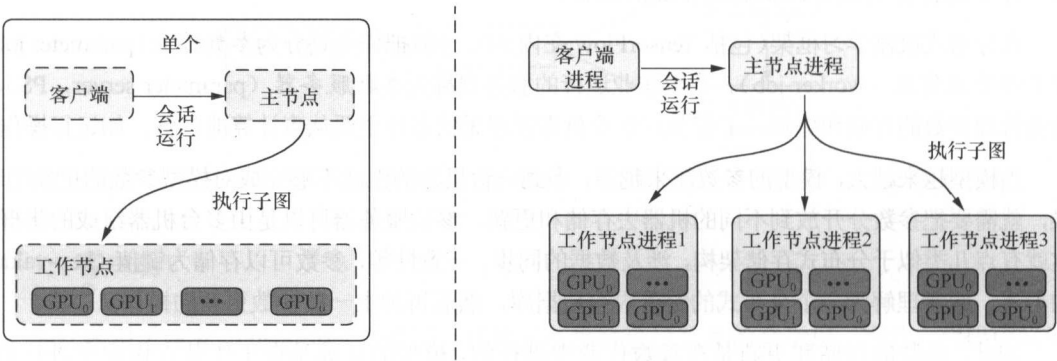 单个
客户端
会话
运行
主节点
执行子图
工作节点
GPU₀ GPU₁ ••• GPU₀
客户端
进程
会话
运行
主节点进程
执行子图
工作节点进程1
GPU₀ •••
GPU₁ GPU₀
工作节点进程2
GPU₀ •••
GPU₁ GPU₀
工作节点进程3
GPU₀ •••
GPU₁ GPU₀